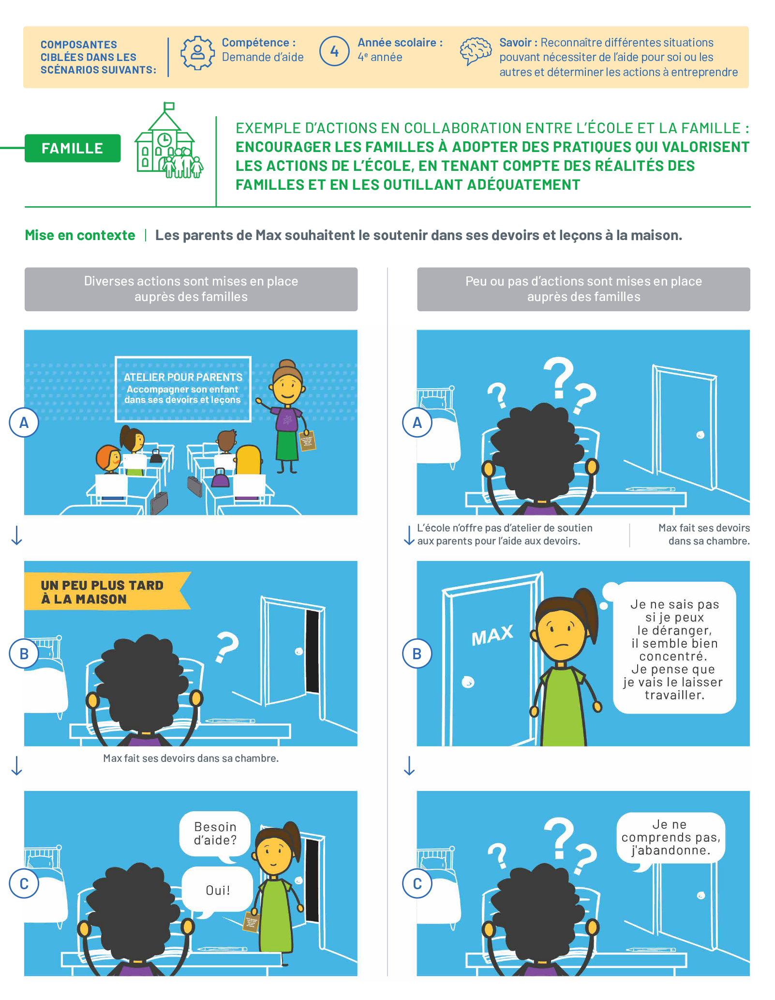 COMPOSANTES
CIBLÉES DANS LES
SCÉNARIOS SUIVANTS:
Compétence :
Demande d’aide
4
Année scolaire :
4e année
Savoir : Reconnaître différentes situations
pouvant nécessiter de l’aide pour soi ou les
autres et déterminer les actions à entreprendre
FAMILLE
EXEMPLE D’ACTIONS EN COLLABORATION ENTRE L’ÉCOLE ET LA FAMILLE :
ENCOURAGER LES FAMILLES À ADOPTER DES PRATIQUES QUI VALORISENT
LES ACTIONS DE L’ÉCOLE, EN TENANT COMPTE DES RÉALITÉS DES
FAMILLES ET EN LES OUTILLANT ADÉQUATEMENT
Mise en contexte | Les parents de Max souhaitent le soutenir dans ses devoirs et leçons à la maison.
Diverses actions sont mises en place
auprès des familles
ATELIER POUR PARENTS
Accompagner son enfant
dans ses devoirs et leçons
A
UN PEU PLUS TARD
À LA MAISON
?
B
Max fait ses devoirs dans sa chambre.
Besoin
d’aide?
Oui!
C
Peu ou pas d’actions sont mises en place
auprès des familles
? ? ?
A
L’école n’offre pas d’atelier de soutien
aux parents pour l’aide aux devoirs.
Max fait ses devoirs
dans sa chambre.
MAX
Je ne sais pas
si je peux
le déranger,
il semble bien
concentré.
Je pense que
je vais le laisser
travailler.
B
? ? ?
Je ne
comprends pas,
j'abandonne.
C